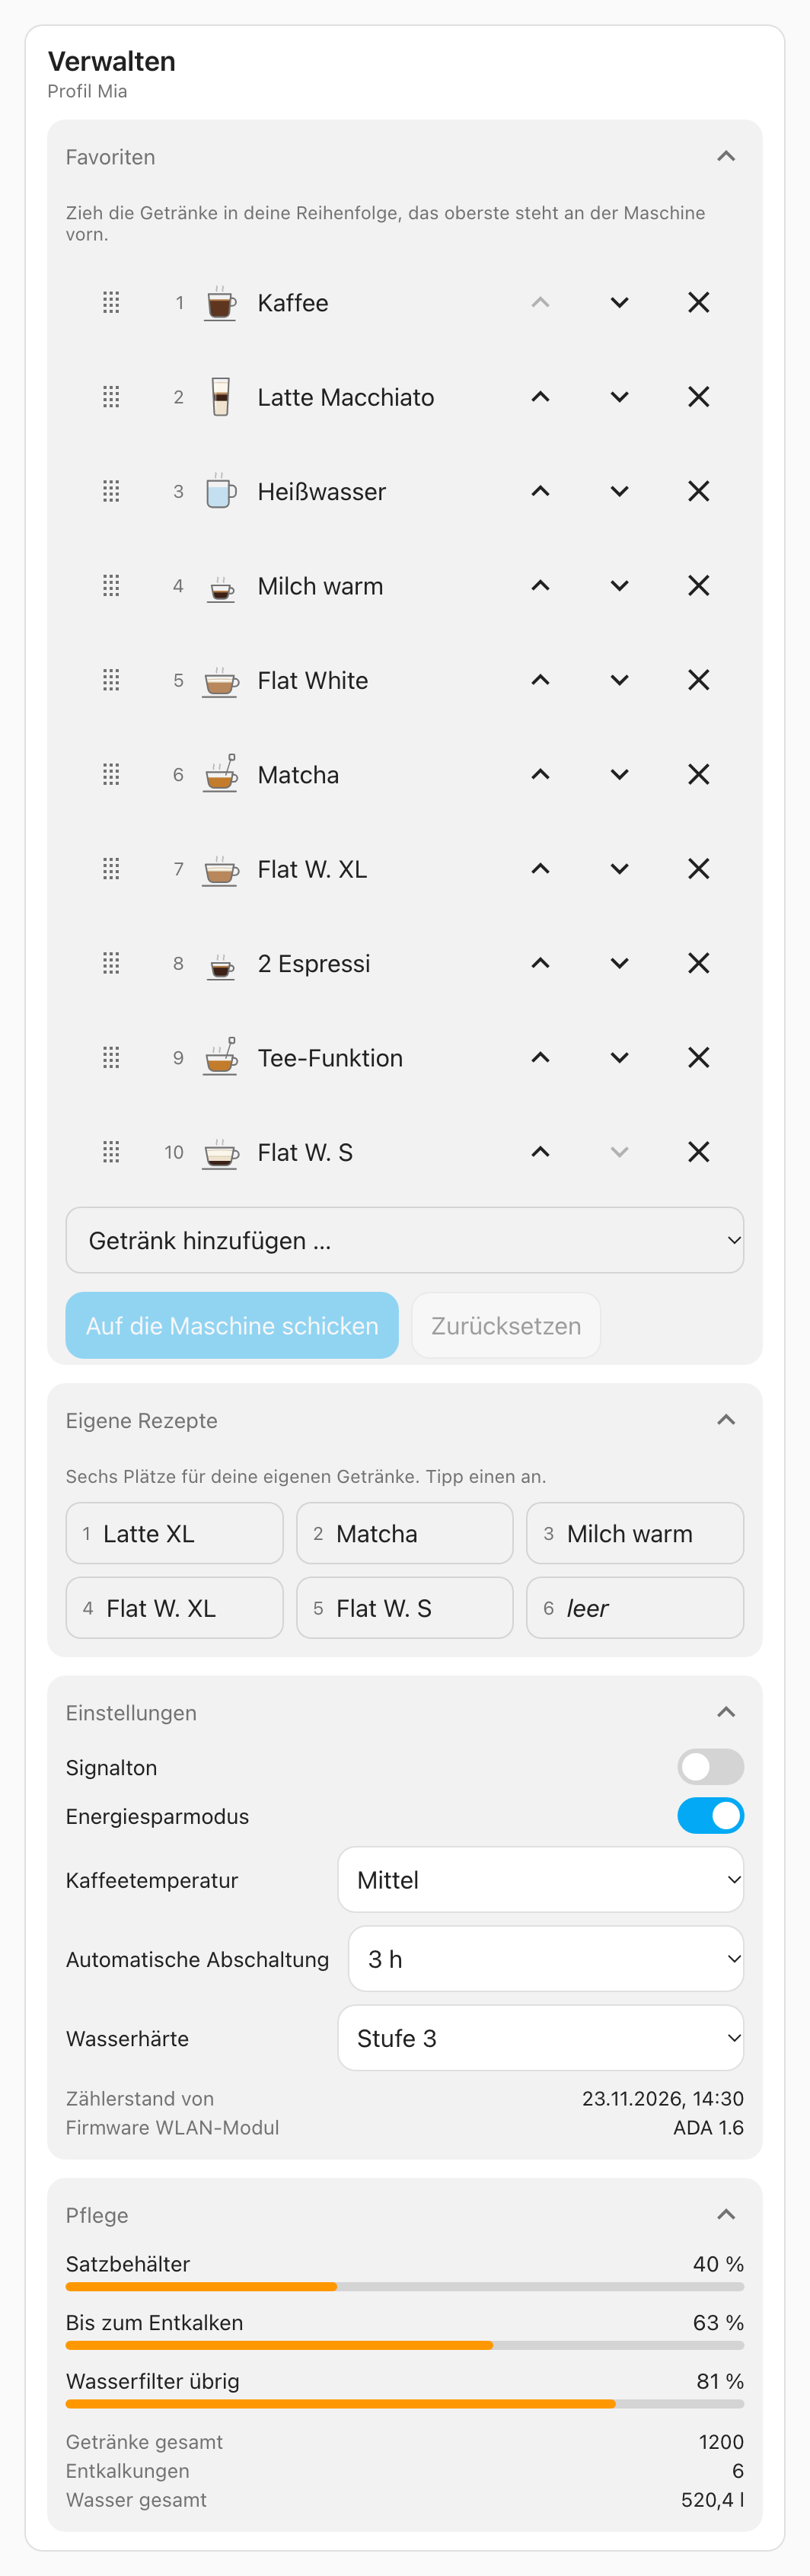 Verwalten
Profil Mia
Favoriten
Zieh die Getränke in deine Reihenfolge, das oberste steht an der Maschine
vorn.
1 Kaffee
2 Latte Macchiato
3 Heißwasser
4 Milch warm
5 Flat White
6 Matcha
7 Flat W. XL
8 2 Espressi
9 Tee-Funktion
10 Flat W. S
Getränk hinzufügen ...
Auf die Maschine schicken Zurücksetzen
Eigene Rezepte
Sechs Plätze für deine eigenen Getränke. Tipp einen an.
1 Latte XL 2 Matcha 3 Milch warm
4 Flat W. XL 5 Flat W. S 6 leer
Einstellungen
Signalton
Energiesparmodus
Kaffeetemperatur Mittel
Automatische Abschaltung 3 h
Wasserhärte Stufe 3
Zählerstand von 23.11.2026, 14:30
Firmware WLAN-Modul ADA 1.6
Pflege
Satzbehälter 40 %
Bis zum Entkalken 63 %
Wasserfilter übrig 81 %
Getränke gesamt 1200
Entkalkungen 6
Wasser gesamt 520,4 l